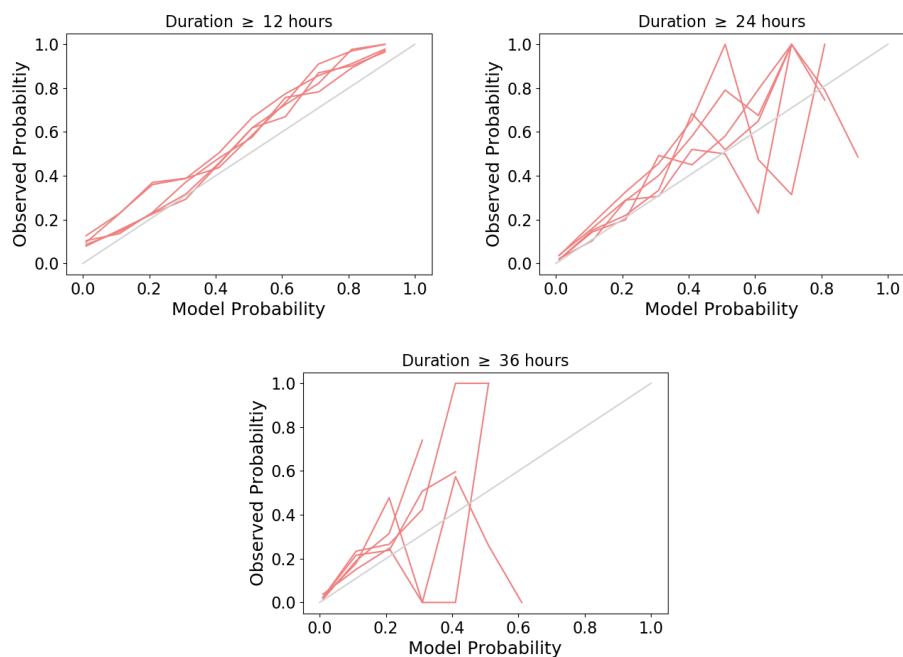 Duration ≥ 12 hours
1.0
0.8
0.6
0.4
0.2
0.0
Observed Probabiltiy
0.0 0.2 0.4 0.6 0.8 1.0
Model Probability
Duration ≥ 24 hours
1.0
0.8
0.6
0.4
0.2
0.0
Observed Probabiltiy
0.0 0.2 0.4 0.6 0.8 1.0
Model Probability
Duration ≥ 36 hours
1.0
0.8
0.6
0.4
0.2
0.0
Observed Probabiltiy
0.0 0.2 0.4 0.6 0.8 1.0
Model Probability